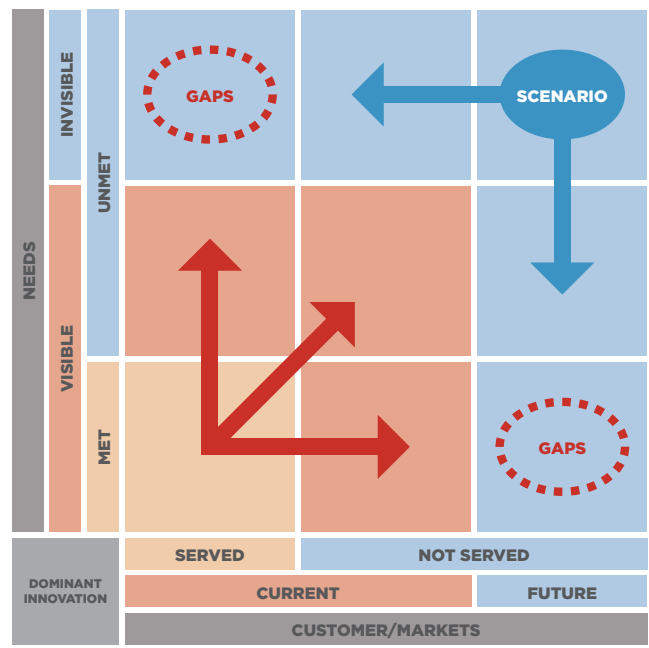 GAPS
SCENARIO
INVISIBLE
UNMET
NEEDS
VISIBLE
MET
GAPS
SERVED
NOT SERVED
DOMINANT
INNOVATION
CURRENT
FUTURE
CUSTOMER/MARKETS